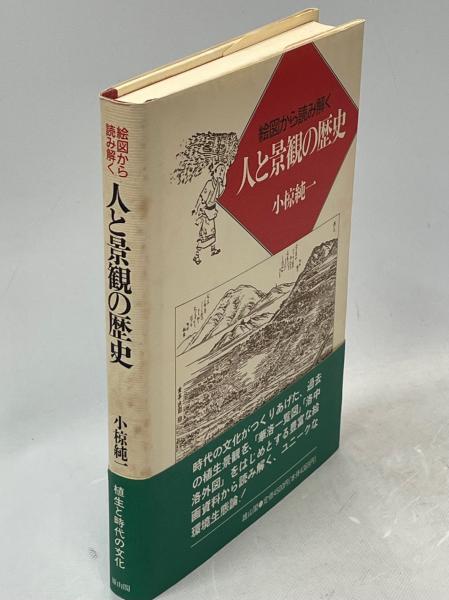 絵図から読み解く
人と景観の歴史
小椋純一
時代の文化がつくりあげた、過去
の植生景観を、「華洛一覧図」「洛中
洛外図」をはじめとする豊富な絵
画資料から読み解く、ユニークな
環境生態論！
雄山閣
絵図から
読み解く
人と景観の歴史
小椋純一
植生と時代の文化
雄山閣